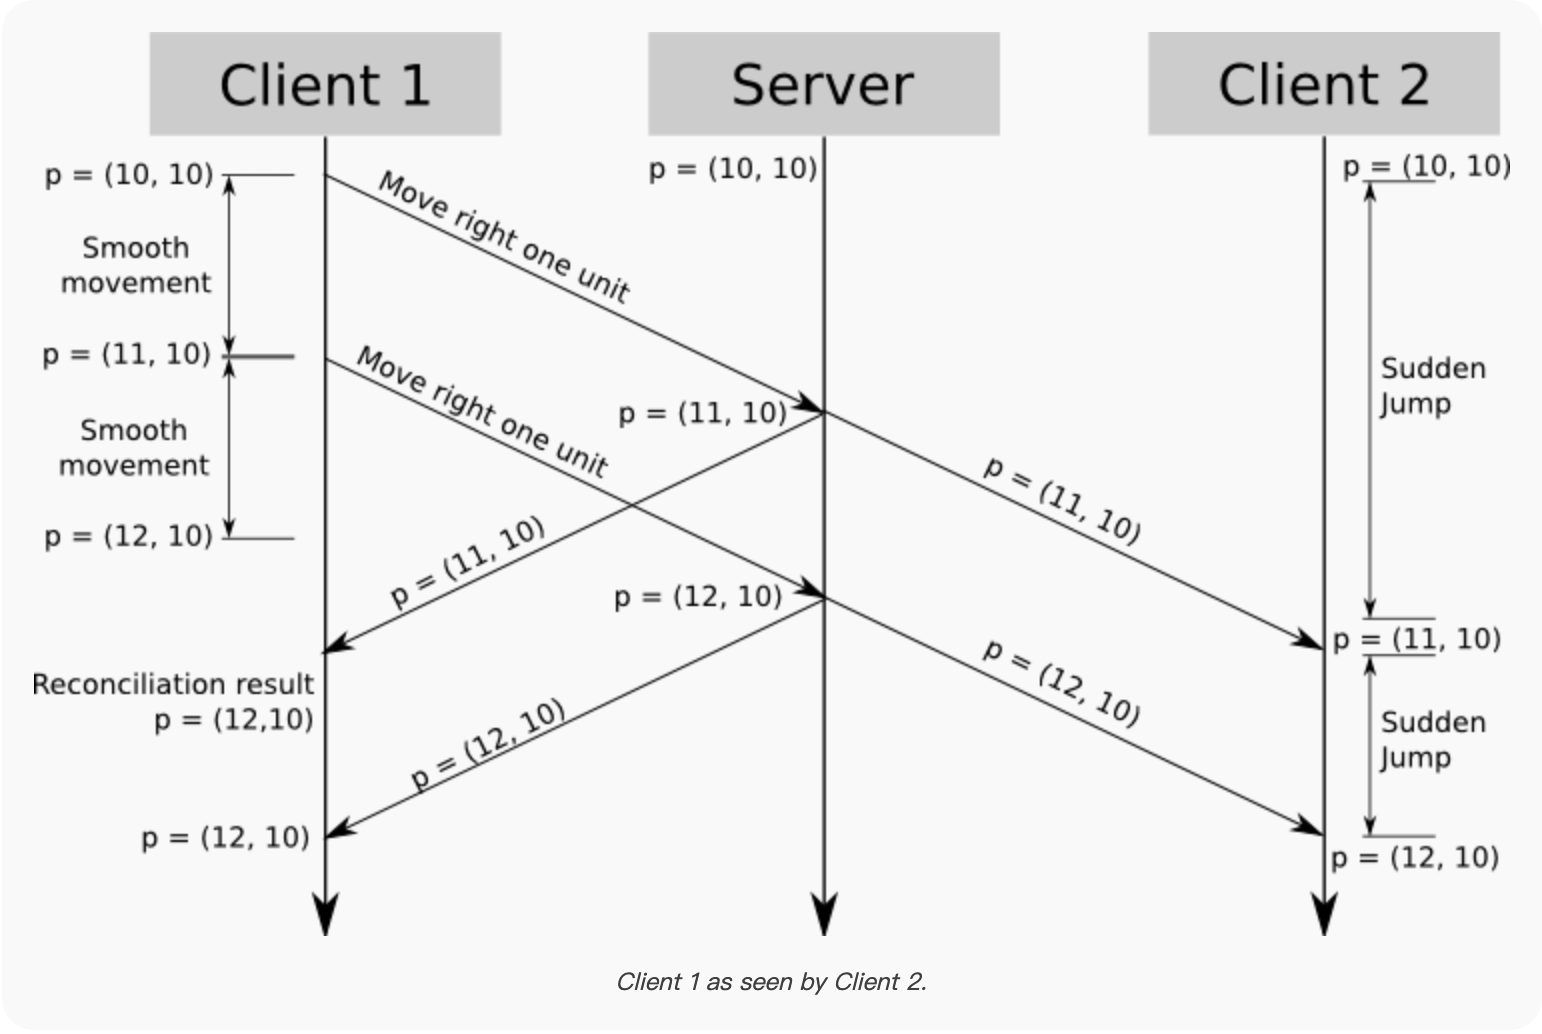 Client 1
Server
Client 2
p = (10, 10)
p = (10, 10)
p = (10, 10)
Move right one unit
Smooth
movement
p = (11, 10)
Move right one unit
Sudden
Jump
p = (11, 10)
Smooth
movement
p = (11, 10)
p = (12, 10)
p = (11, 10)
p = (12, 10)
p = (11, 10)
p = (12, 10)
Reconciliation result
p = (12,10)
Sudden
Jump
p = (12, 10)
p = (12, 10)
p = (12, 10)
Client 1 as seen by Client 2.